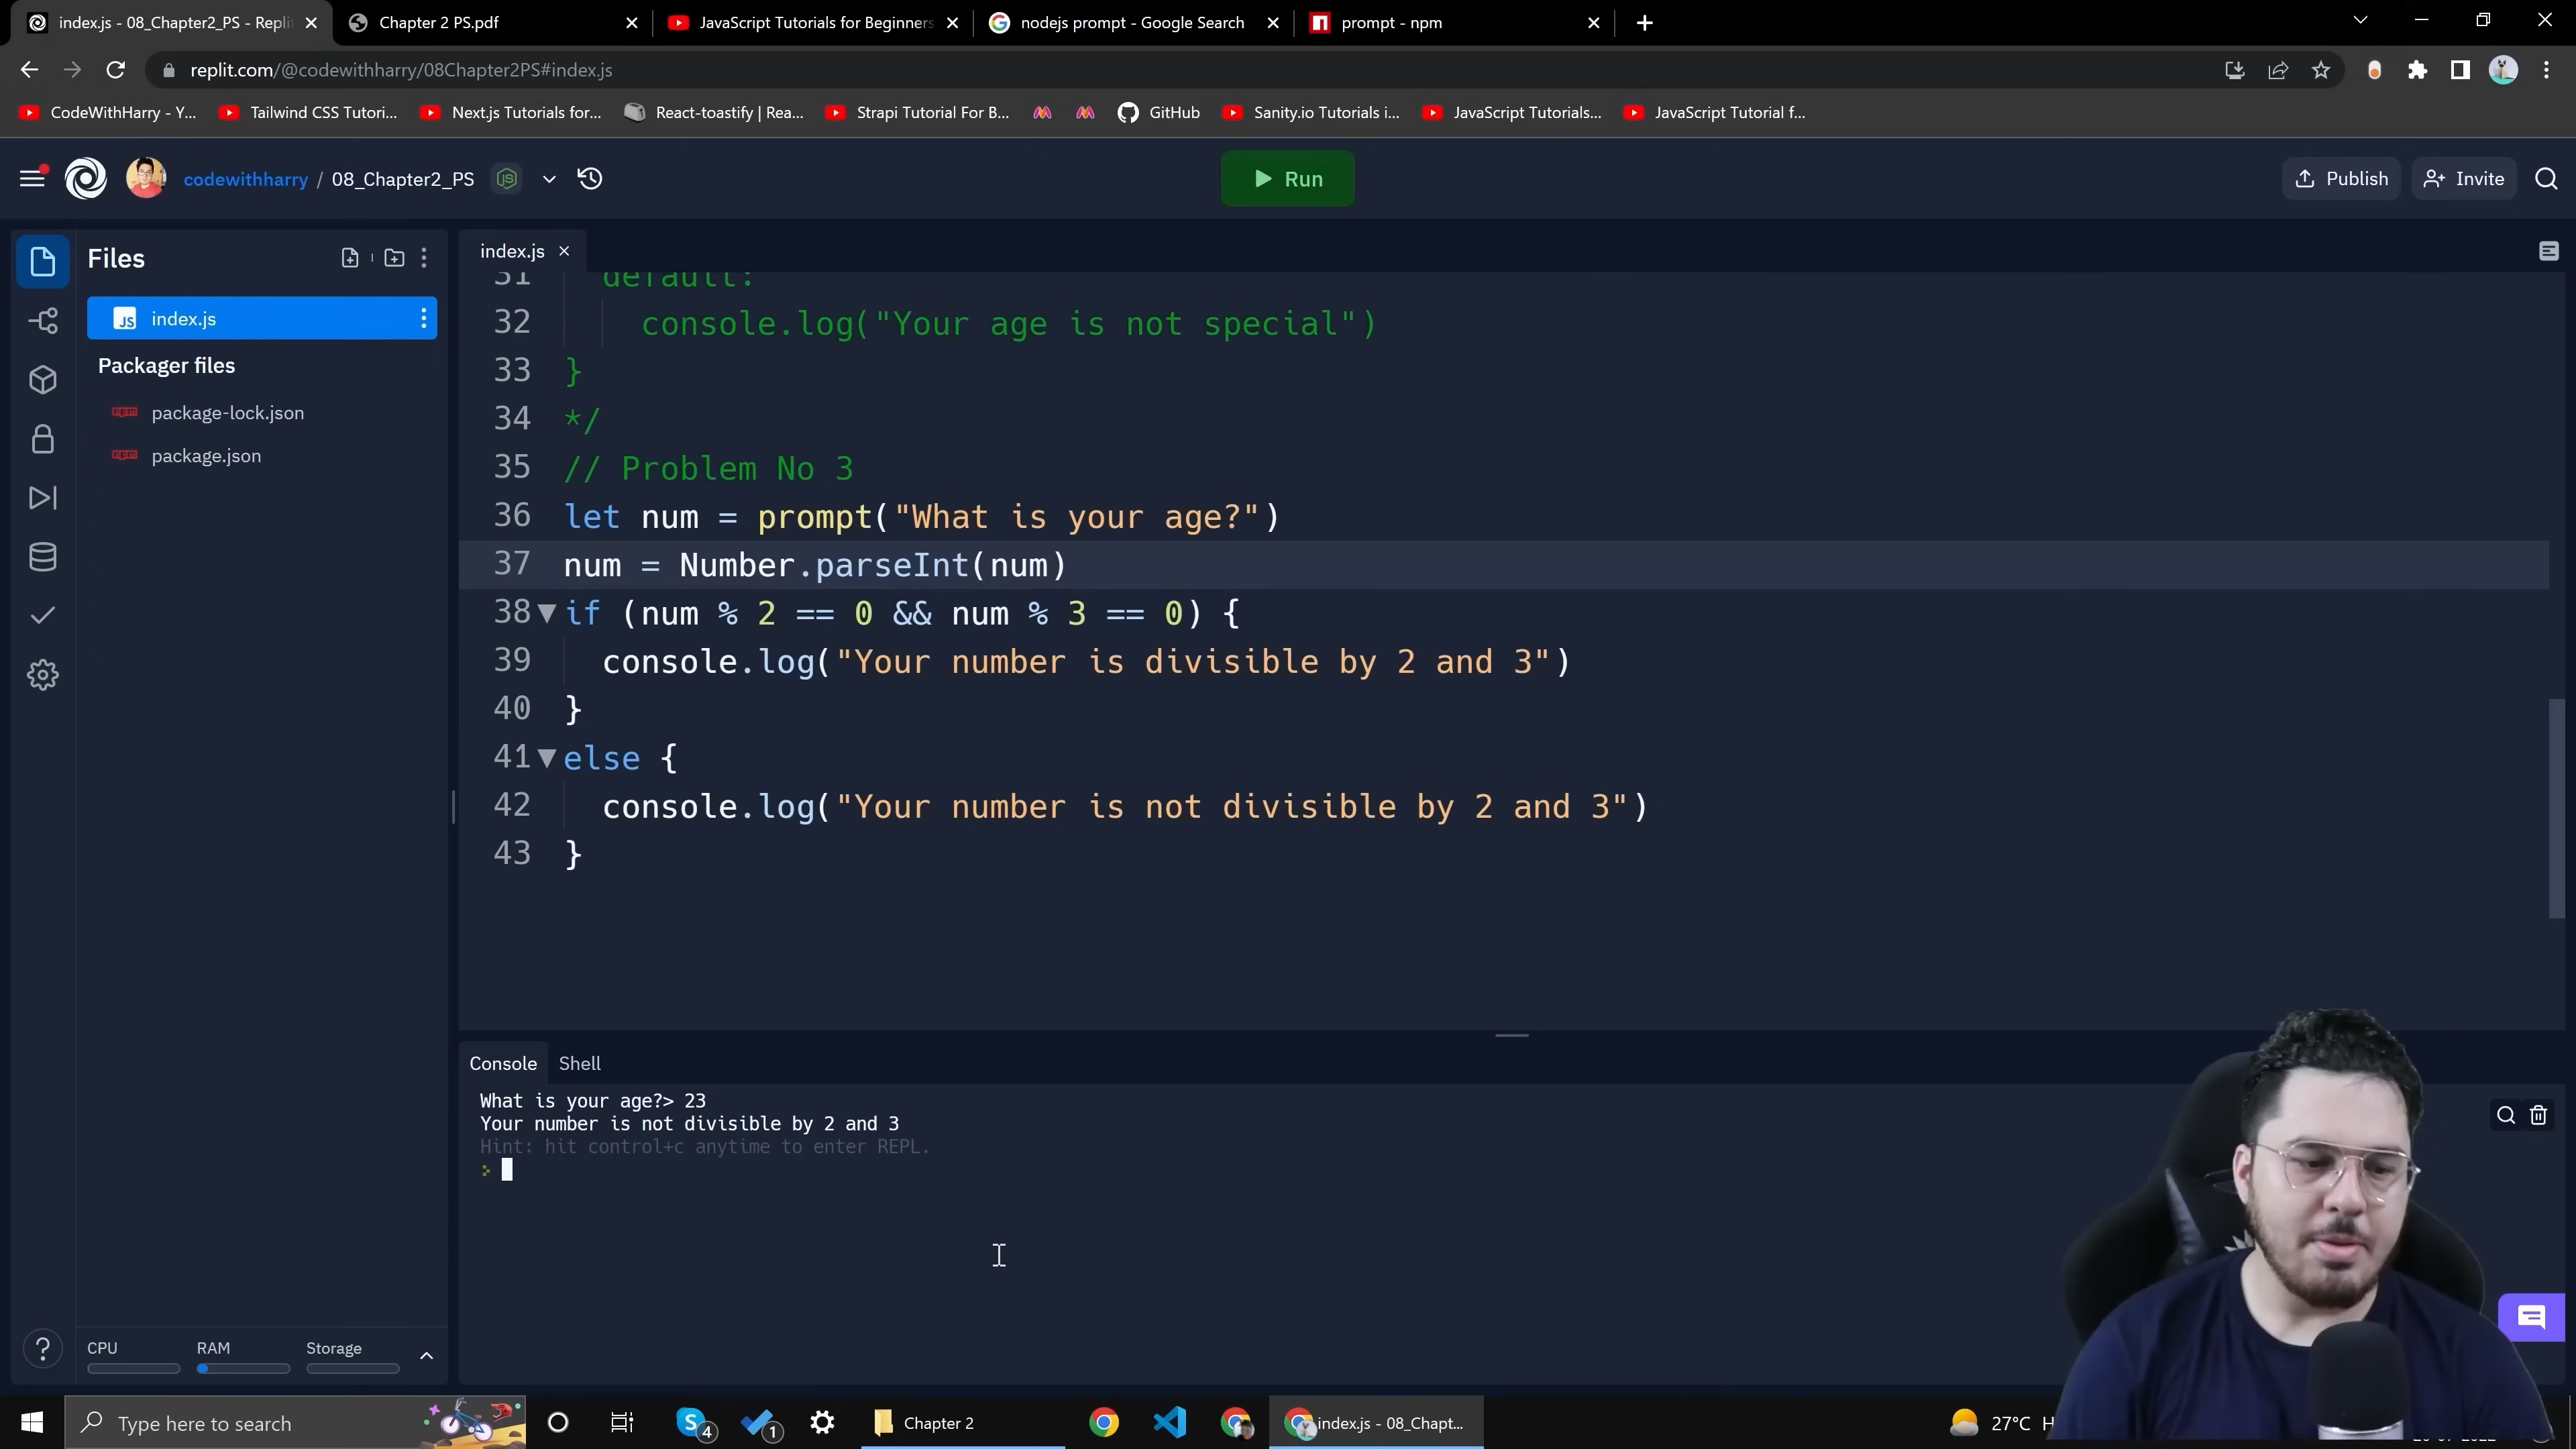 index.js - 08_Chapter2_PS - Replit
Chapter 2 PS.pdf
JavaScript Tutorials for Beginners
nodejs prompt - Google Search
prompt - npm
replit.com/@codewithharry/08Chapter2PS#index.js
CodeWithHarry - Y...
Tailwind CSS Tutori...
Next.js Tutorials for...
React-toastify | Rea...
Strapi Tutorial For B...
GitHub
Sanity.io Tutorials i...
JavaScript Tutorials...
JavaScript Tutorial f...
codewithharry / 08_Chapter2_PS
Run
Publish
Invite
Files
index.js
JS index.js
Packager files
package-lock.json
package.json
31 default:
32 console.log("Your age is not special")
33 }
34 */
35 // Problem No 3
36 let num = prompt("What is your age?")
37 num = Number.parseInt(num)
38 if (num % 2 == 0 && num % 3 == 0) {
39 console.log("Your number is divisible by 2 and 3")
40 }
41 else {
42 console.log("Your number is not divisible by 2 and 3")
43 }
Console Shell
What is your age?> 23
Your number is not divisible by 2 and 3
Hint: hit control+c anytime to enter REPL.
CPU RAM Storage
Type here to search
4
1
Chapter 2
index.js - 08_Chapt...
27°C